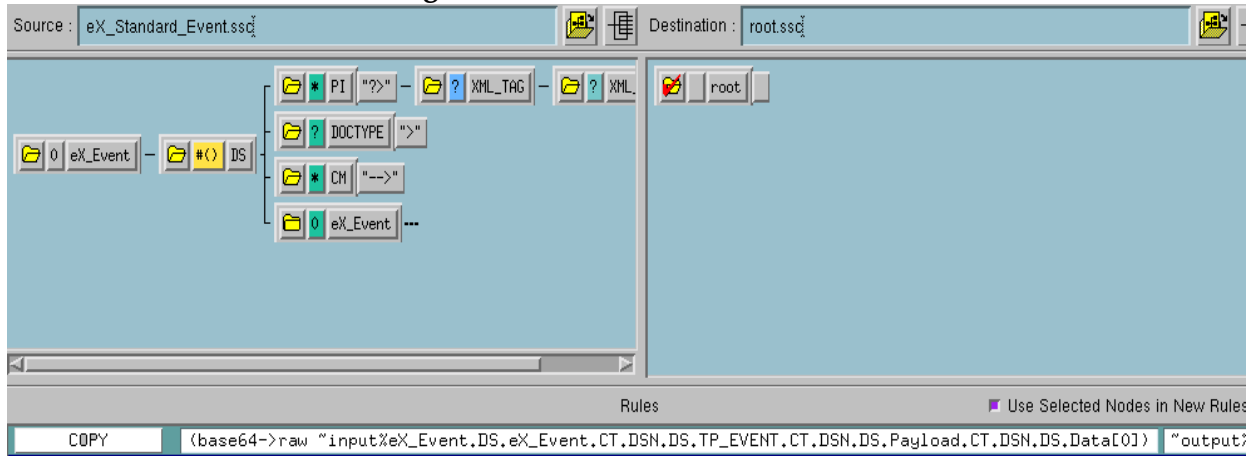 Source : eX_Standard_Event.ssc Destination : root.ssc
* PI "?>" ? XML_TAG ? XML_
root
? DOCTYPE ">"
0 eX_Event #() DS
* CM "-->"
0 eX_Event
Rules Use Selected Nodes in New Rules
COPY (base64->raw ~input%eX_Event.DS.eX_Event.CT.DSN.DS.TP_EVENT.CT.DSN.DS.Payload.CT.DSN.DS.Data[0]) ~output%